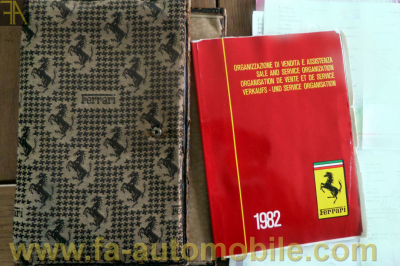 FA
Ferrari
ORGANIZZAZIONE DI VENDITA E ASSISTENZA
SALE AND SERVICE ORGANIZATION
ORGANISATION DE VENTE ET DE SERVICE
VERKAUFS - UND SERVICE ORGANISATION
1982
Ferrari
www.fa-automobile.com